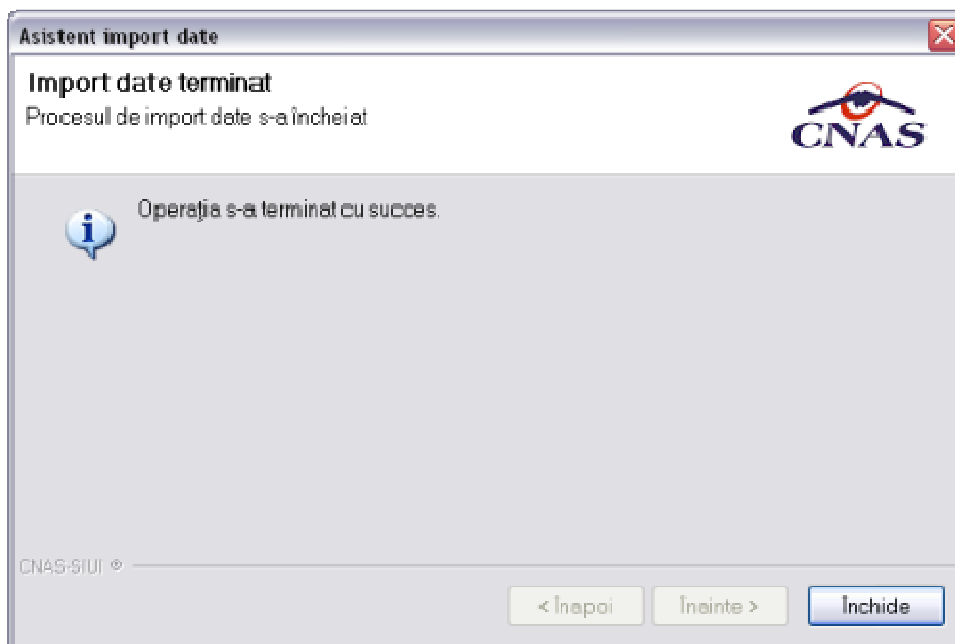 Asistent import date
Import date terminat
Procesul de import date s-a încheiat
CNAS
Operaţia s-a terminat cu succes.
CNAS-SIUI ®
< Înapoi
Înainte >
Închide